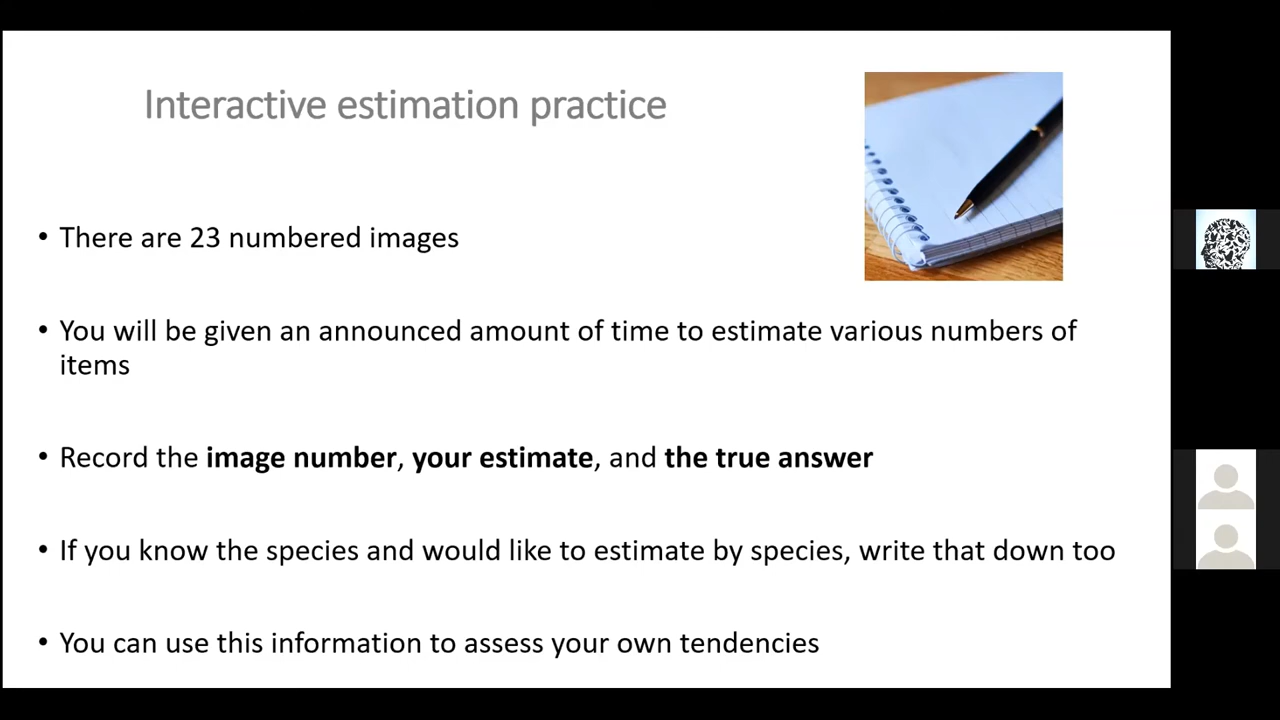 Interactive estimation practice
• There are 23 numbered images
• You will be given an announced amount of time to estimate various numbers of
items
• Record the image number, your estimate, and the true answer
• If you know the species and would like to estimate by species, write that down too
• You can use this information to assess your own tendencies